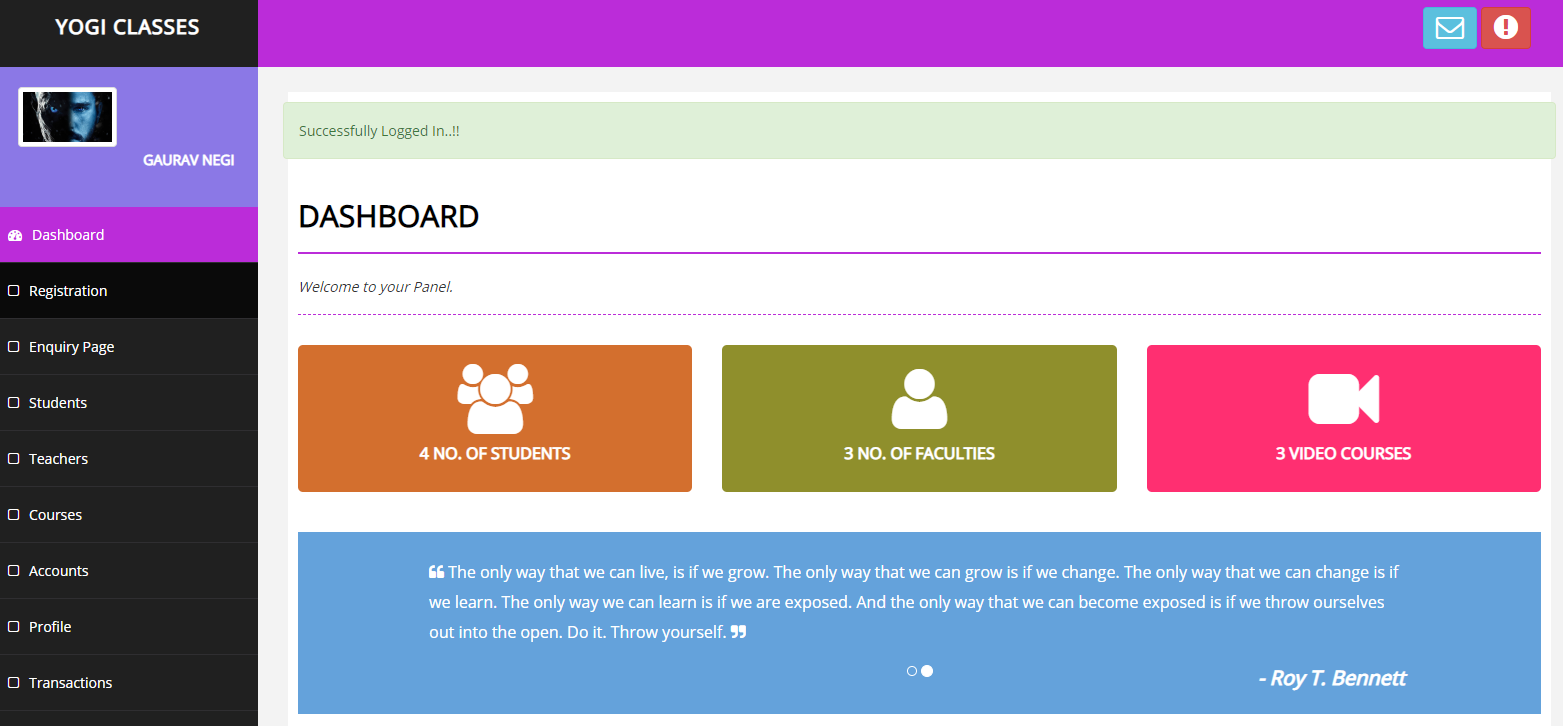 YOGI CLASSES
GAURAV NEGI
Dashboard
Registration
Enquiry Page
Students
Teachers
Courses
Accounts
Profile
Transactions
Successfully Logged In..!!
DASHBOARD
Welcome to your Panel.
4 NO. OF STUDENTS
3 NO. OF FACULTIES
3 VIDEO COURSES
❝ The only way that we can live, is if we grow. The only way that we can grow is if we change. The only way that we can change is if
we learn. The only way we can learn is if we are exposed. And the only way that we can become exposed is if we throw ourselves
out into the open. Do it. Throw yourself. ❞
- Roy T. Bennett